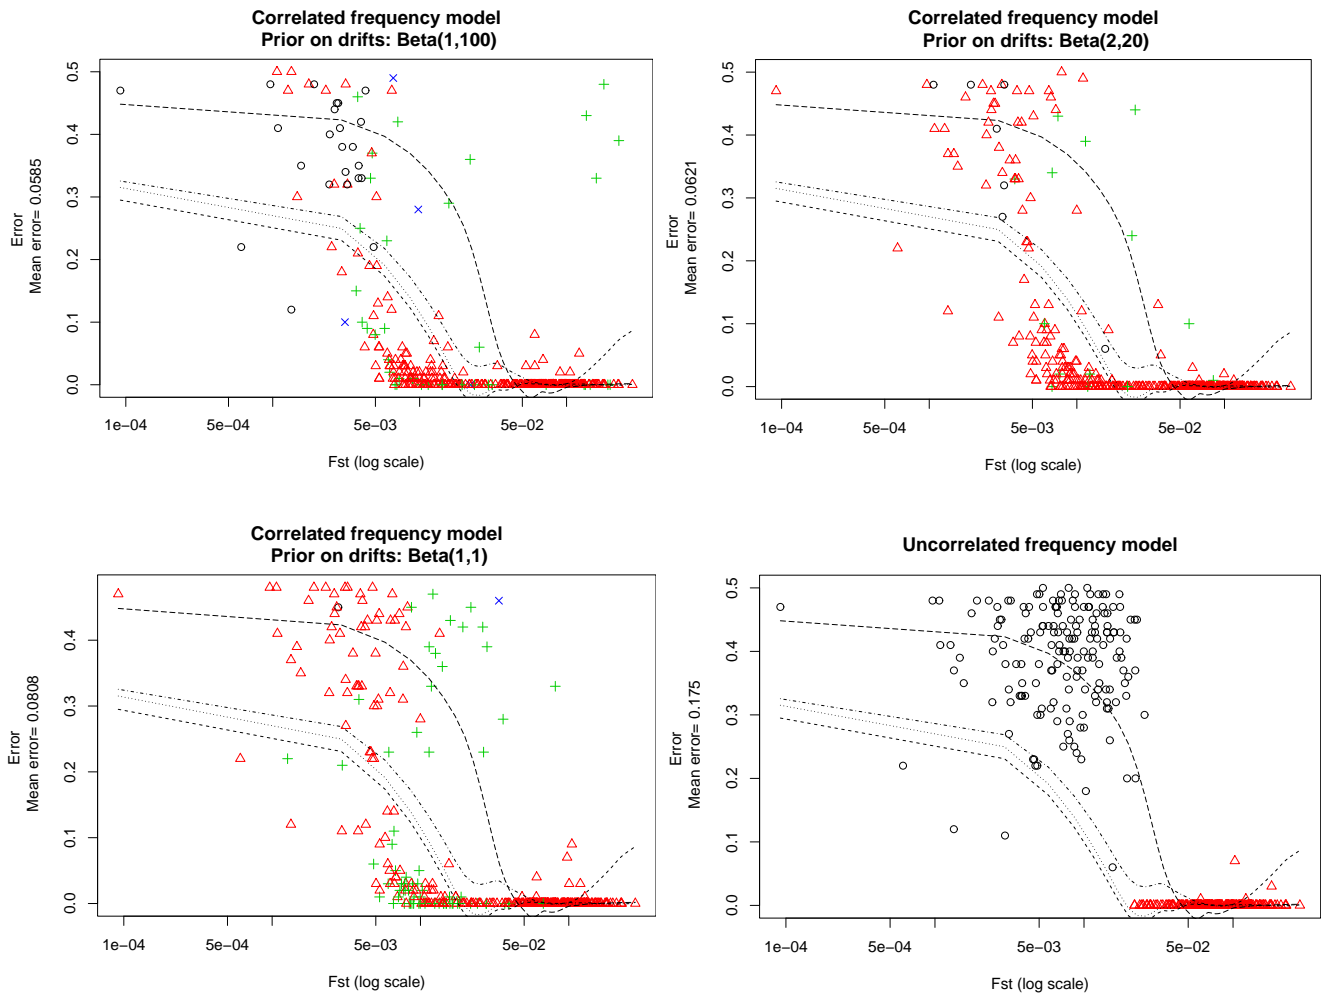 Correlated frequency model
Prior on drifts: Beta(1,100)
Error
Mean error= 0.0585
0.5
0.4
0.3
0.2
0.1
0.0
1e−04
5e−04
5e−03
5e−02
Fst (log scale)
Correlated frequency model
Prior on drifts: Beta(2,20)
Error
Mean error= 0.0621
0.5
0.4
0.3
0.2
0.1
0.0
1e−04
5e−04
5e−03
5e−02
Fst (log scale)
Correlated frequency model
Prior on drifts: Beta(1,1)
Error
Mean error= 0.0808
0.4
0.3
0.2
0.1
0.0
1e−04
5e−04
5e−03
5e−02
Fst (log scale)
Uncorrelated frequency model
Error
Mean error= 0.175
0.5
0.4
0.3
0.2
0.1
0.0
1e−04
5e−04
5e−03
5e−02
Fst (log scale)